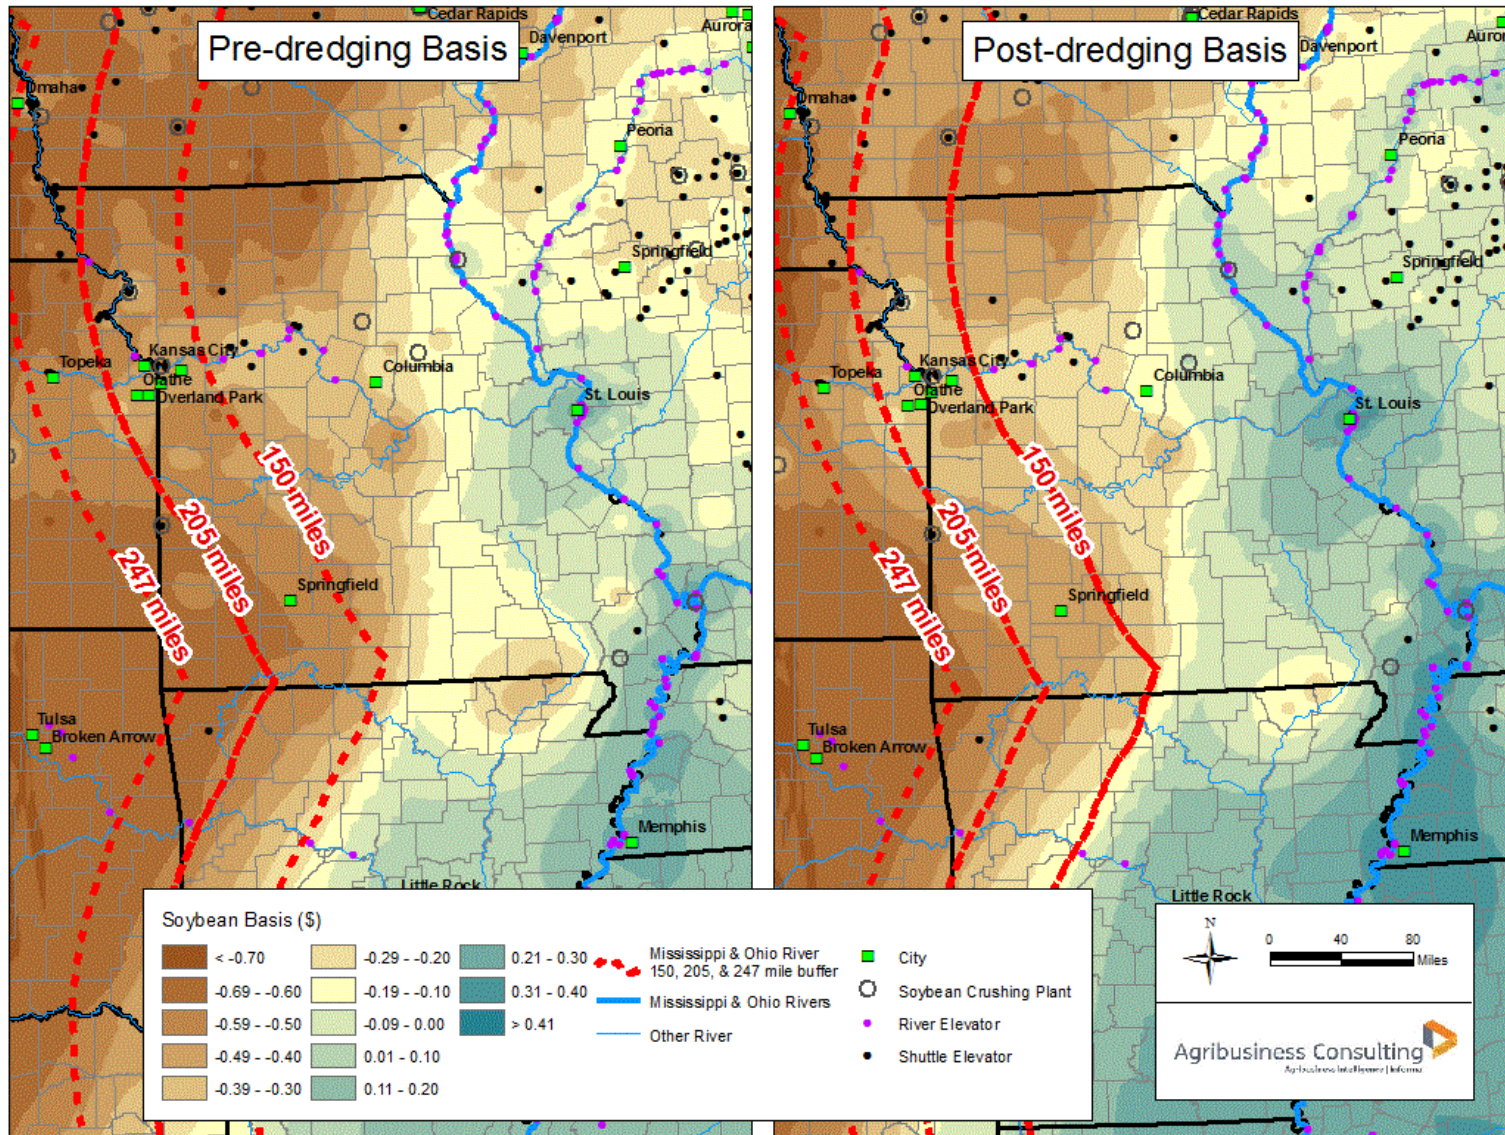 Pre-dredging Basis
Cedar Rapids
Davenport
Aurora
Omaha
Peoria
Springfield
Kansas City
Topeka
Olathe
Overland Park
Columbia
St. Louis
150 miles
205 miles
247 miles
Springfield
Tulsa
Broken Arrow
Memphis
Little Rock
Post-dredging Basis
Cedar Rapids
Davenport
Auror
Omaha
Peoria
Springfield
Kansas City
Topeka
Olathe
Overland Park
Columbia
St. Louis
150 miles
205 miles
247 miles
Springfield
Tulsa
Broken Arrow
Memphis
Little Rock
Soybean Basis ($)
< -0.70
-0.69 - -0.60
-0.59 - -0.50
-0.49 - -0.40
-0.39 - -0.30
-0.29 - -0.20
-0.19 - -0.10
-0.09 - 0.00
0.01 - 0.10
0.11 - 0.20
0.21 - 0.30
0.31 - 0.40
> 0.41
Mississippi & Ohio River
150, 205, & 247 mile buffer
Mississippi & Ohio Rivers
Other River
City
Soybean Crushing Plant
River Elevator
Shuttle Elevator
N
0 40 80
Miles
Agribusiness Consulting
Agribusiness Intelligence | Informa